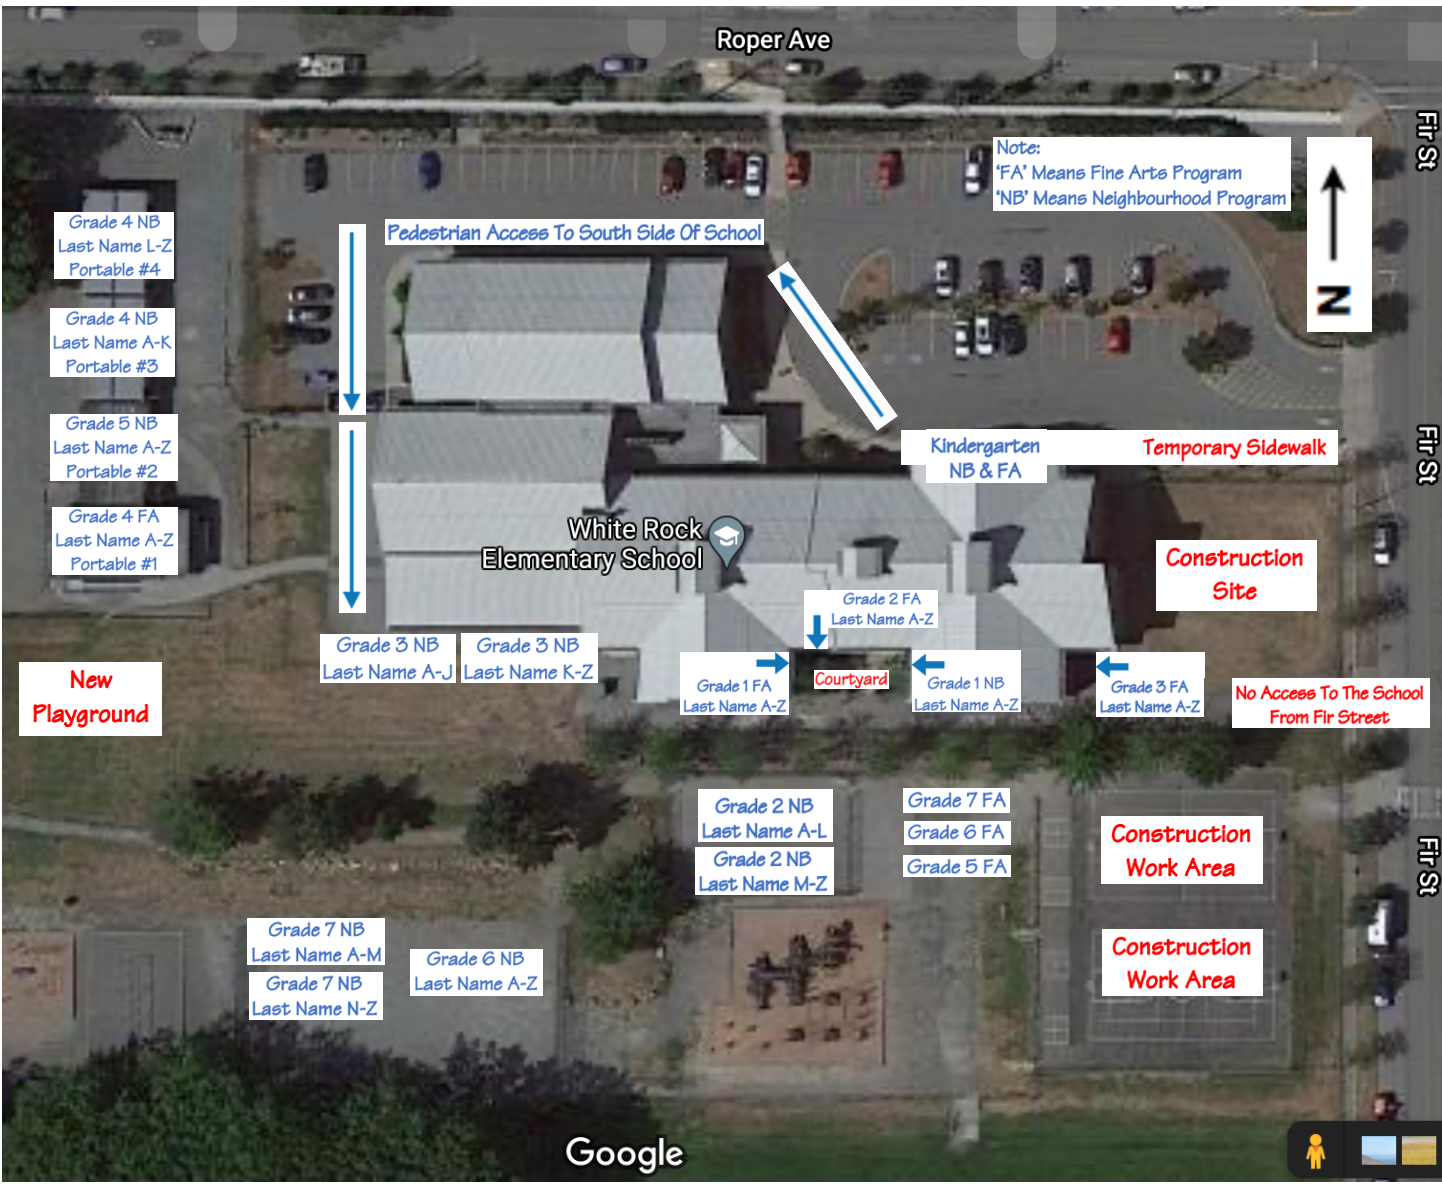 Roper Ave
Fir St
Note:
'FA' Means Fine Arts Program
'NB' Means Neighbourhood Program
N
Pedestrian Access To South Side Of School
Grade 4 NB
Last Name L-Z
Portable #4
Grade 4 NB
Last Name A-K
Portable #3
Grade 5 NB
Last Name A-Z
Portable #2
Grade 4 FA
Last Name A-Z
Portable #1
Kindergarten
NB & FA
Temporary Sidewalk
Fir St
White Rock
Elementary School
Construction
Site
Grade 2 FA
Last Name A-Z
Grade 3 NB
Last Name A-J
Grade 3 NB
Last Name K-Z
Grade 1 FA
Last Name A-Z
Courtyard
Grade 1 NB
Last Name A-Z
Grade 3 FA
Last Name A-Z
No Access To The School
From Fir Street
New
Playground
Grade 2 NB
Last Name A-L
Grade 2 NB
Last Name M-Z
Grade 7 FA
Grade 6 FA
Grade 5 FA
Construction
Work Area
Construction
Work Area
Fir St
Grade 7 NB
Last Name A-M
Grade 7 NB
Last Name N-Z
Grade 6 NB
Last Name A-Z
Google